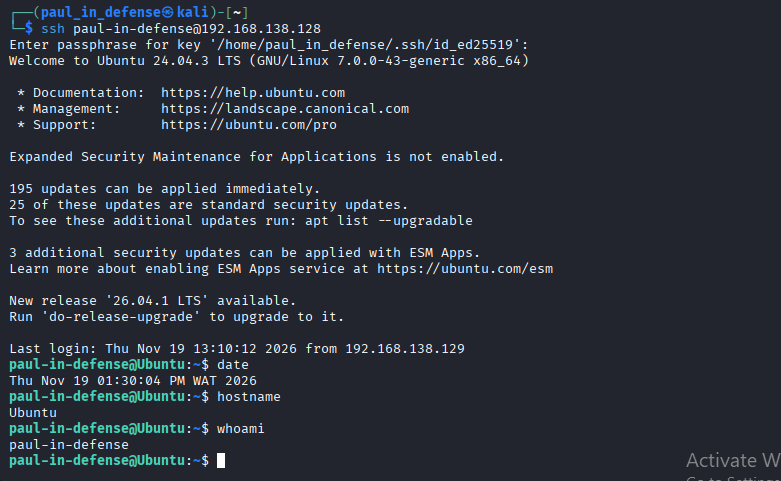 ┌──(paul_in_defense㉿kali)-[~]
└─$ ssh paul-in-defense@192.168.138.128
Enter passphrase for key '/home/paul_in_defense/.ssh/id_ed25519':
Welcome to Ubuntu 24.04.3 LTS (GNU/Linux 7.0.0-43-generic x86_64)
* Documentation:  https://help.ubuntu.com
* Management:     https://landscape.canonical.com
* Support:        https://ubuntu.com/pro
Expanded Security Maintenance for Applications is not enabled.
195 updates can be applied immediately.
25 of these updates are standard security updates.
To see these additional updates run: apt list --upgradable
3 additional security updates can be applied with ESM Apps.
Learn more about enabling ESM Apps service at https://ubuntu.com/esm
New release '26.04.1 LTS' available.
Run 'do-release-upgrade' to upgrade to it.
Last login: Thu Nov 19 13:10:12 2026 from 192.168.138.129
paul-in-defense@Ubuntu:~$ date
Thu Nov 19 01:30:04 PM WAT 2026
paul-in-defense@Ubuntu:~$ hostname
Ubuntu
paul-in-defense@Ubuntu:~$ whoami
paul-in-defense
paul-in-defense@Ubuntu:~$
Activate W